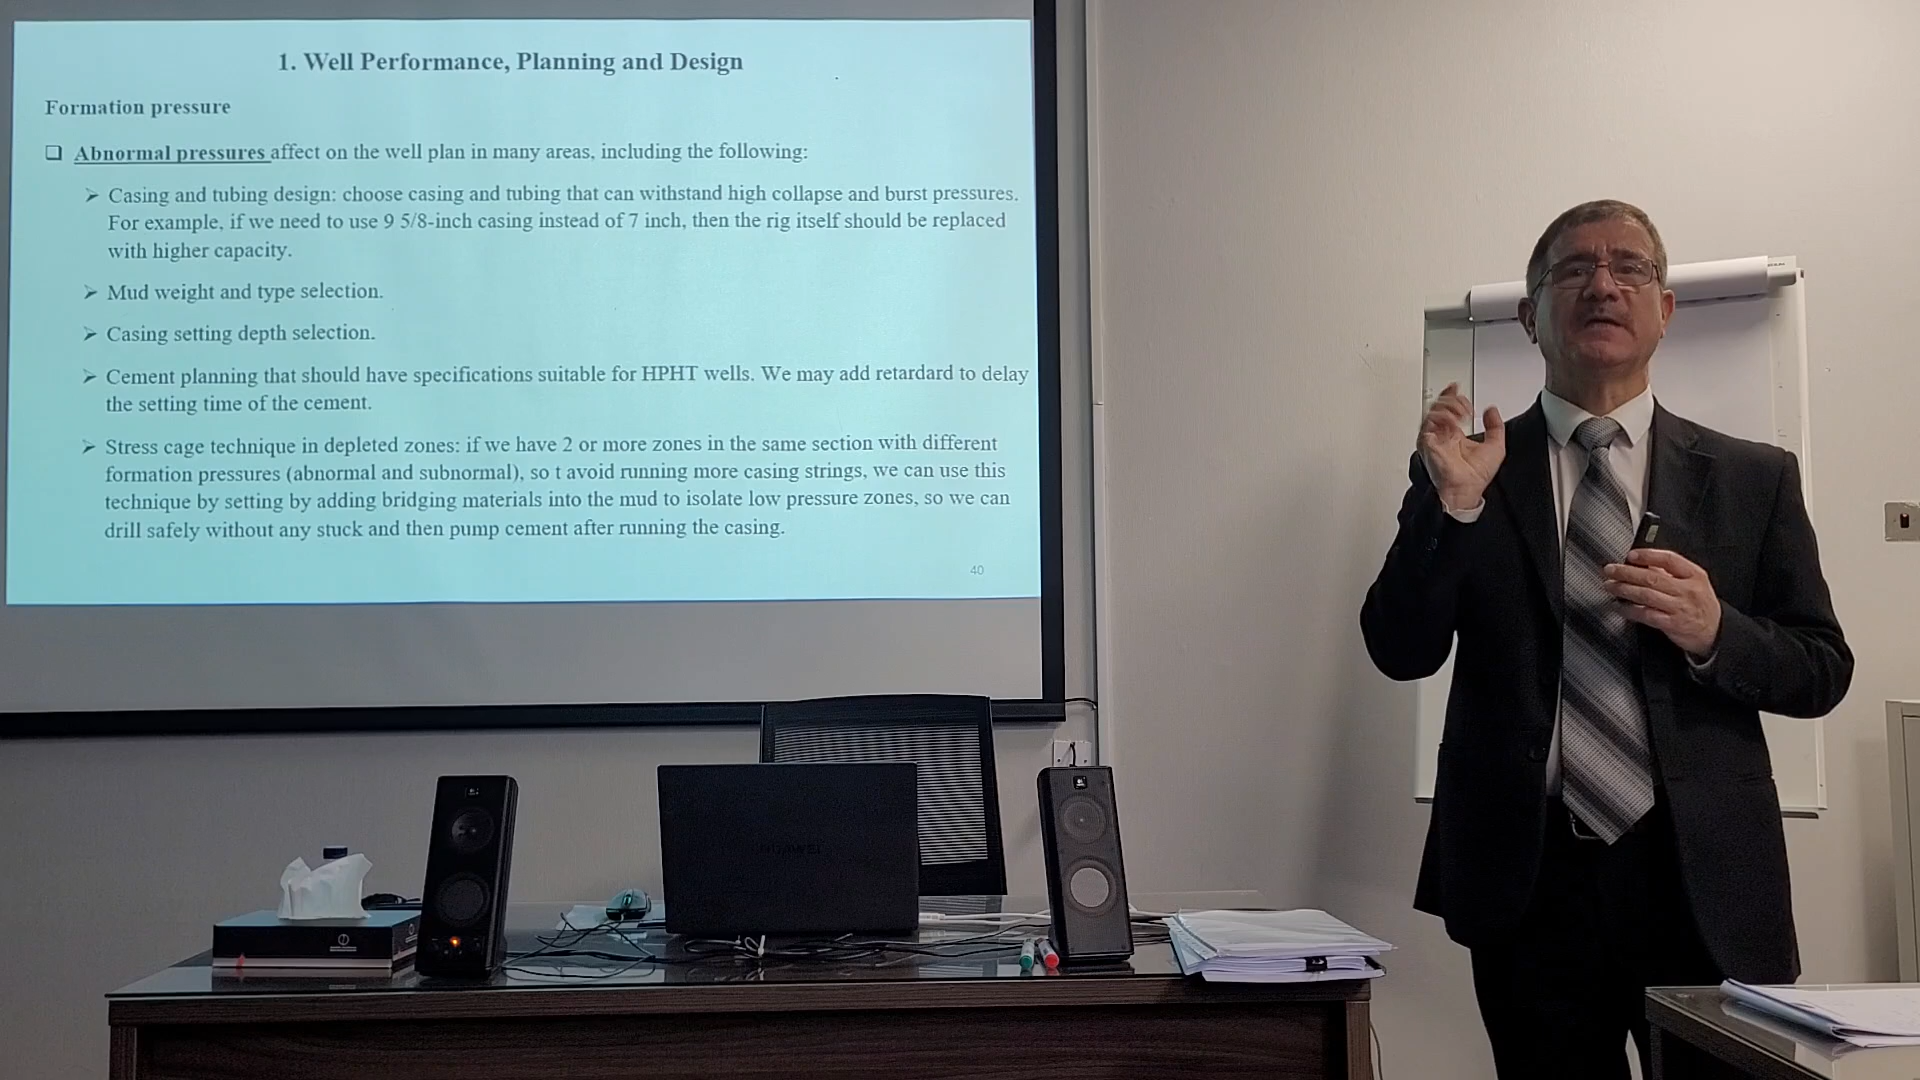 1. Well Performance, Planning and Design
Formation pressure
❑ Abnormal pressures affect on the well plan in many areas, including the following:
➢ Casing and tubing design: choose casing and tubing that can withstand high collapse and burst pressures.
For example, if we need to use 9 5/8-inch casing instead of 7 inch, then the rig itself should be replaced
with higher capacity.
➢ Mud weight and type selection.
➢ Casing setting depth selection.
➢ Cement planning that should have specifications suitable for HPHT wells. We may add retardard to delay
the setting time of the cement.
➢ Stress cage technique in depleted zones: if we have 2 or more zones in the same section with different
formation pressures (abnormal and subnormal), so t avoid running more casing strings, we can use this
technique by setting by adding bridging materials into the mud to isolate low pressure zones, so we can
drill safely without any stuck and then pump cement after running the casing.
40
HUAWEI